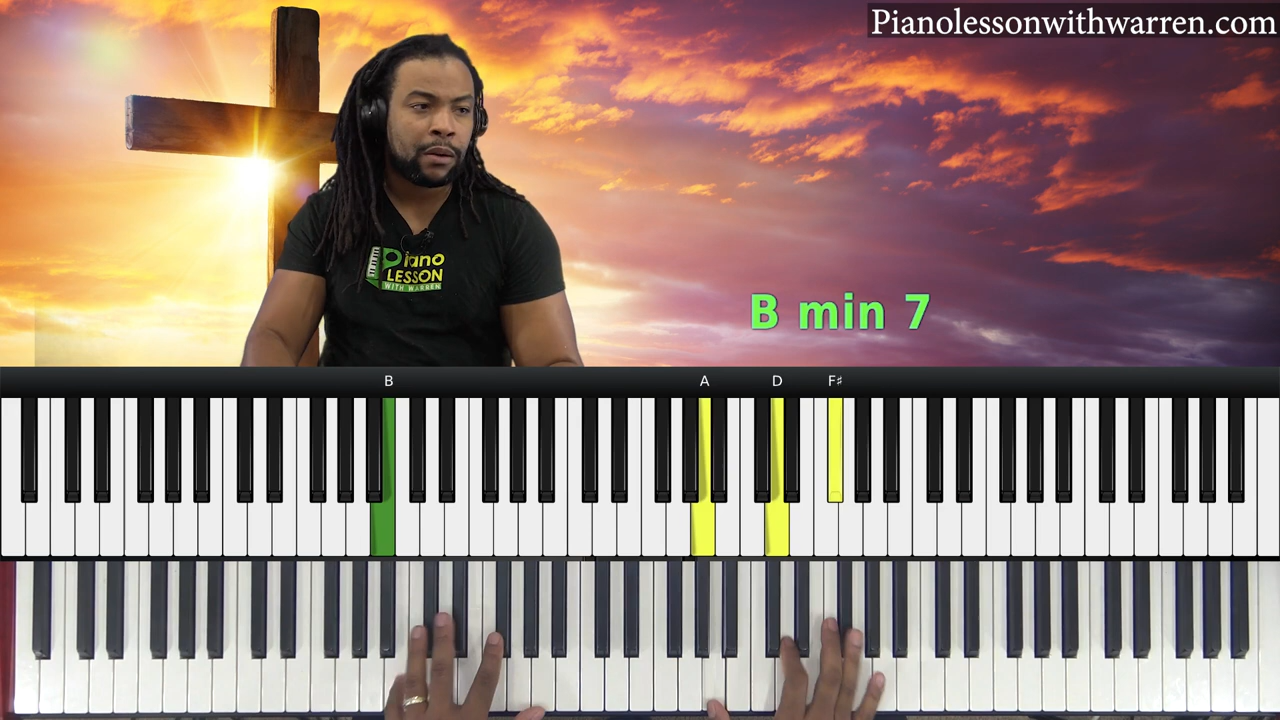 Pianolessonwithwarren.com
Piano
LESSON
WITH WARREN
B min 7
B A D F♯